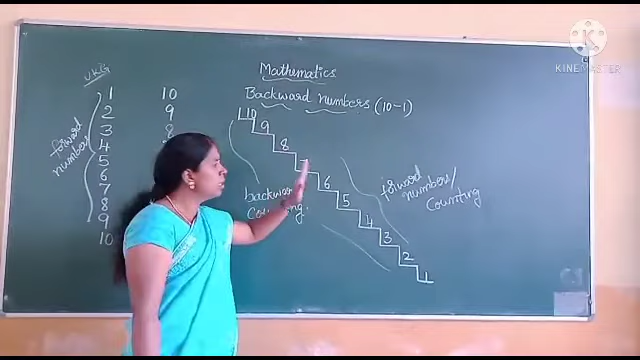 Mathematics
Backward numbers (10-1)
UKG
forward
numbers
1
2
3
4
5
6
7
8
9
10
10
9
8
10
9
8
7
6
5
4
3
2
1
backward
Counting.
forward
numbers/
Counting
KINEMASTER